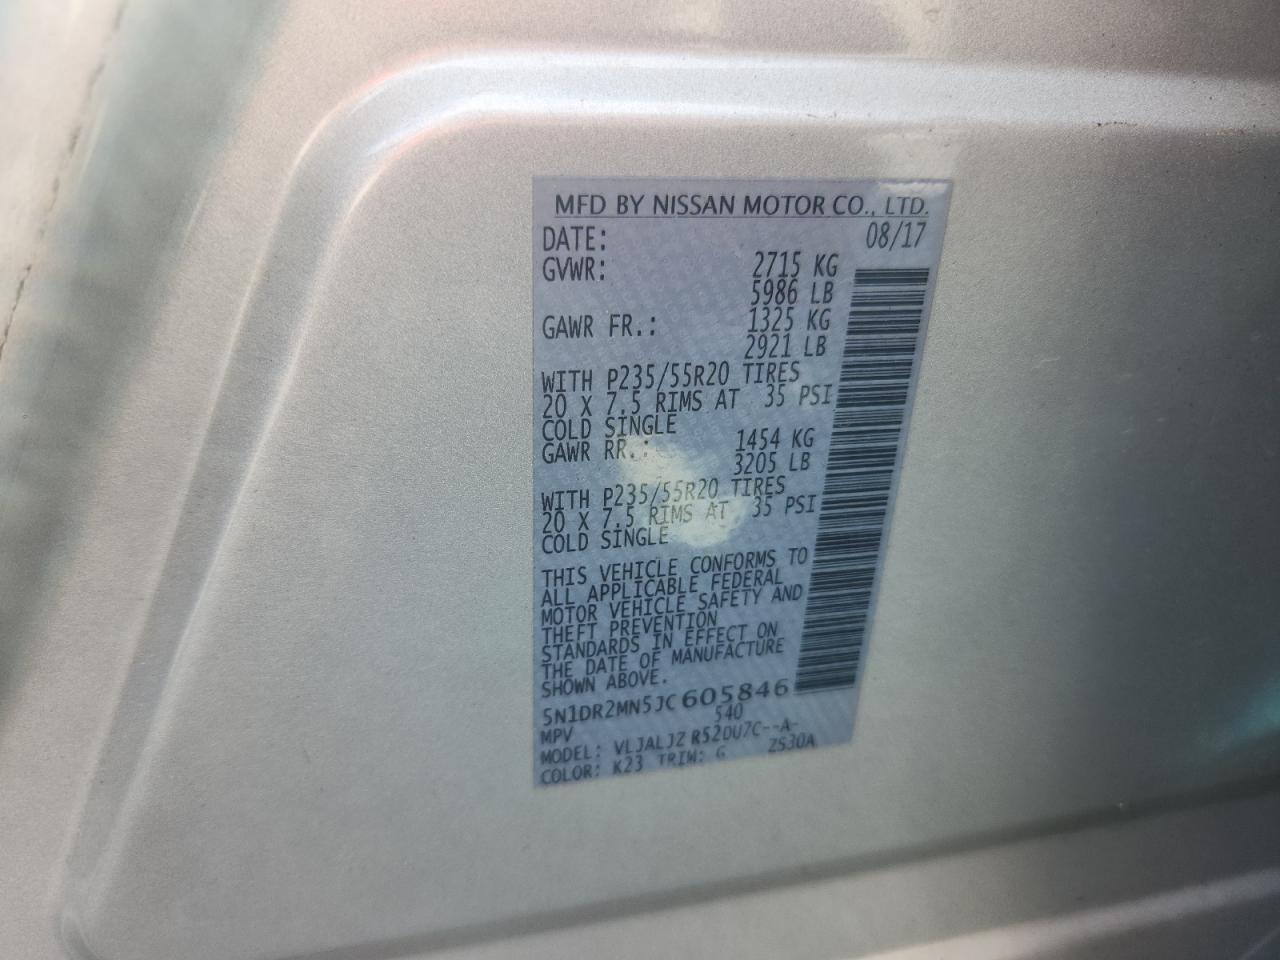 MFD BY NISSAN MOTOR CO., LTD.
DATE: 08/17
GVWR: 2715 KG
5986 LB
GAWR FR.: 1325 KG
2921 LB
WITH P235/55R20 TIRES
20 X 7.5 RIMS AT 35 PSI
COLD SINGLE
GAWR RR.: 1454 KG
3205 LB
WITH P235/55R20 TIRES
20 X 7.5 RIMS AT 35 PSI
COLD SINGLE
THIS VEHICLE CONFORMS TO
ALL APPLICABLE FEDERAL
MOTOR VEHICLE SAFETY AND
THEFT PREVENTION
STANDARDS IN EFFECT ON
THE DATE OF MANUFACTURE
SHOWN ABOVE.
5N1DR2MN5JC605846
MPV 540
MODEL: VLJALJZ R52DU7C--A-
COLOR: K23 TRIM: G ZS30A